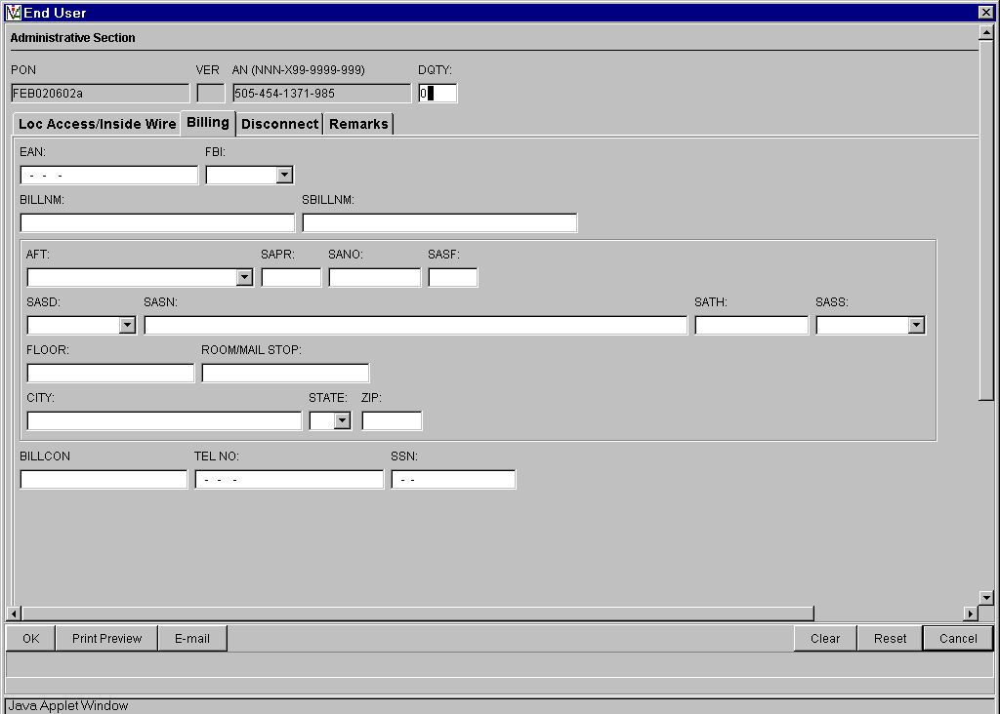 End User
Administrative Section
PON VER AN (NNN-X99-9999-999) DQTY:
FEB020602a 505-454-1371-985 0
Loc Access/Inside Wire Billing Disconnect Remarks
EAN: FBI:
- - -
BILLNM: SBILLNM:
AFT: SAPR: SANO: SASF:
SASD: SASN: SATH: SASS:
FLOOR: ROOM/MAIL STOP:
CITY: STATE: ZIP:
BILLCON TEL NO: SSN:
- - - - -
OK Print Preview E-mail Clear Reset Cancel
Java Applet Window